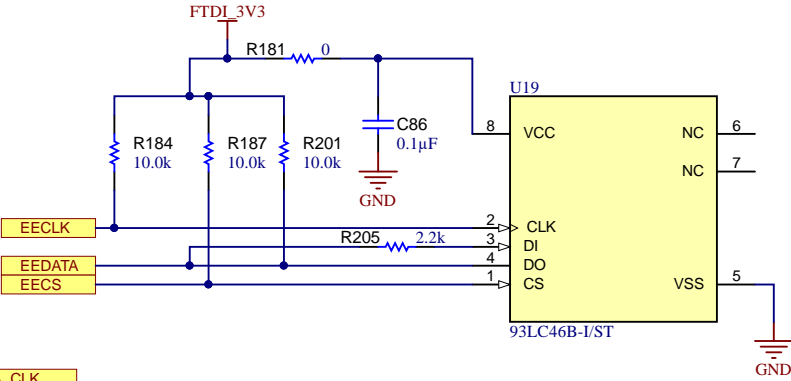 FTDI_3V3
R181 0
U19
R184 10.0k
R187 10.0k
R201 10.0k
C86 0.1µF
GND
8 VCC
NC 6
NC 7
EECLK
2 CLK
R205 2.2k
3 DI
EEDATA
4 DO
EECS
1 CS
VSS 5
93LC46B-I/ST
GND
CLK